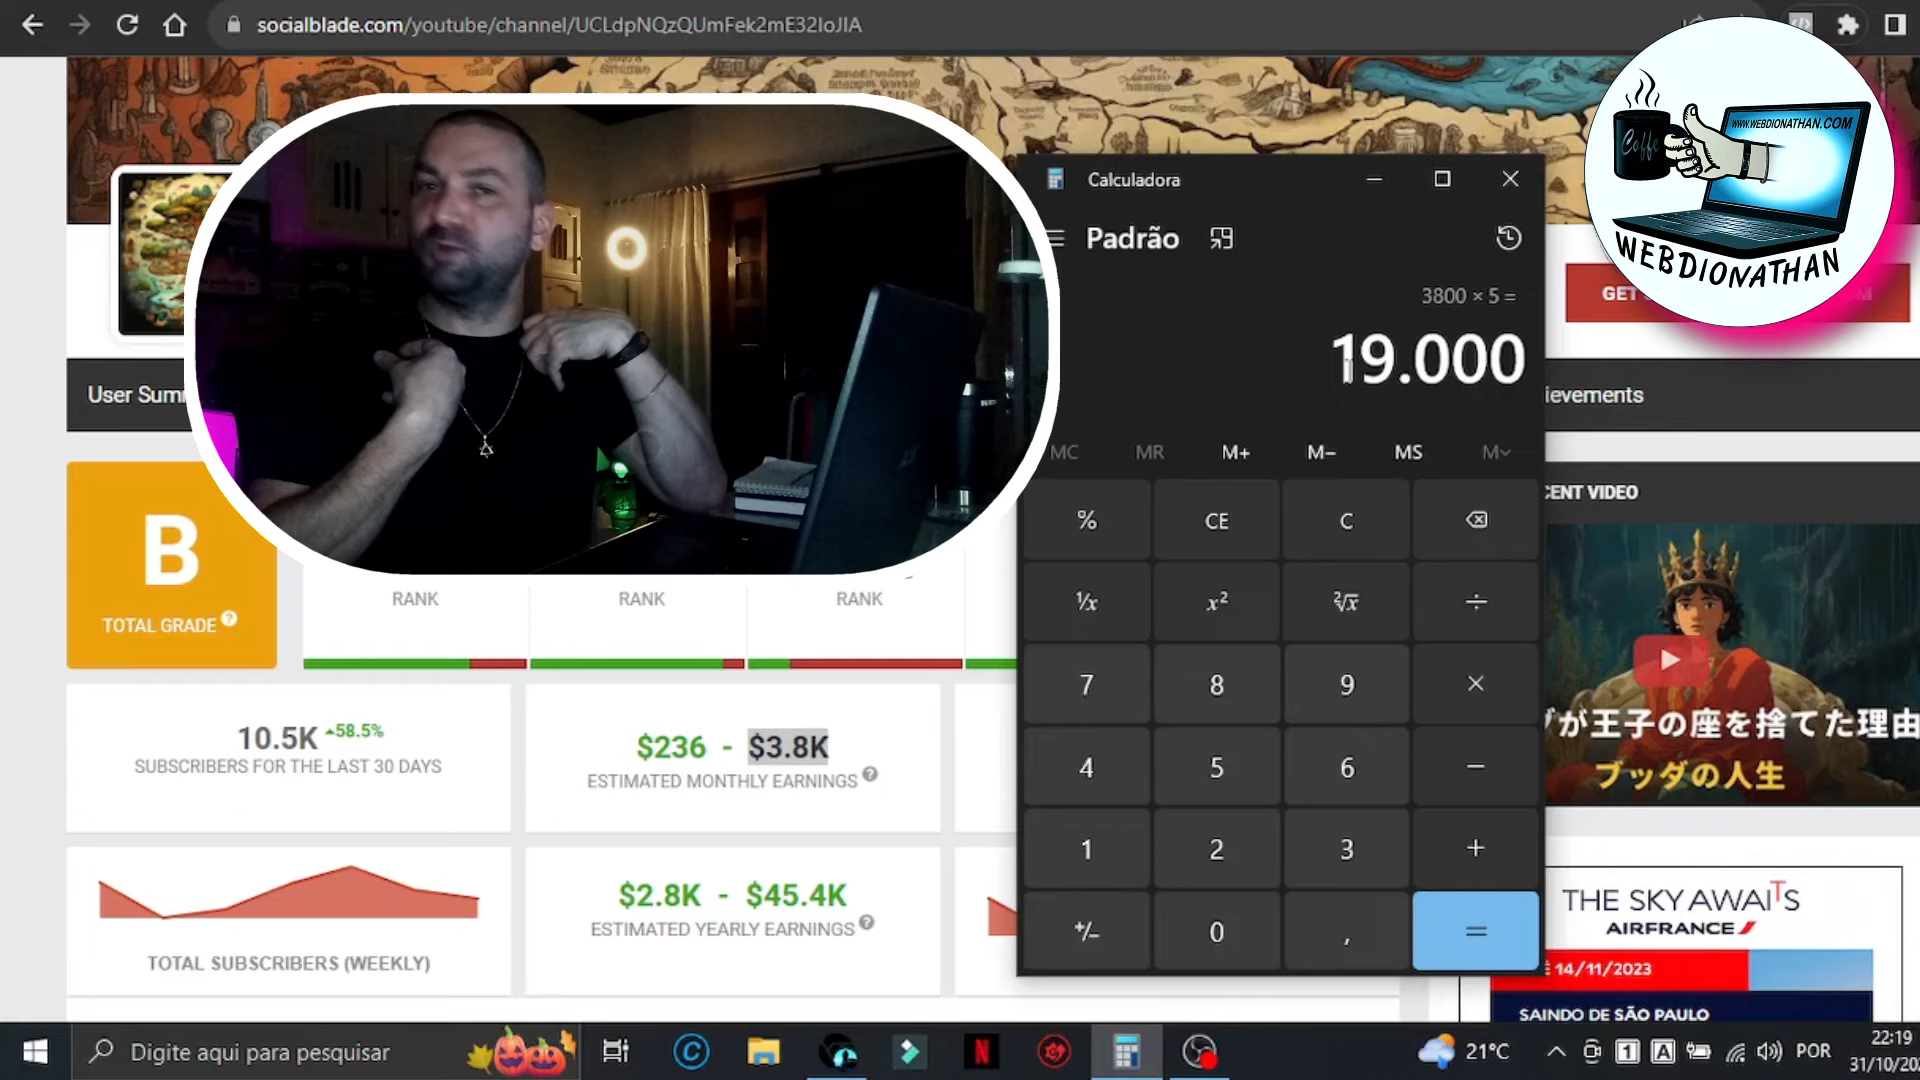 socialblade.com/youtube/channel/UCLdpNQzQUmFek2mE32IoJIA
WWW.WEBDIONATHAN.COM
Coffe
WEBDIONATHAN
Calculadora
Padrão
3800 × 5 =
19.000
GET
User Summ
ievements
MC MR M+ M− MS M
% CE C
¹/x x² ²√x ÷
7 8 9 ×
4 5 6 −
1 2 3 +
+/− 0 , =
CENT VIDEO
B
TOTAL GRADE
RANK RANK RANK
10.5K 58.5%
SUBSCRIBERS FOR THE LAST 30 DAYS
$236 - $3.8K
ESTIMATED MONTHLY EARNINGS
TOTAL SUBSCRIBERS (WEEKLY)
$2.8K - $45.4K
ESTIMATED YEARLY EARNINGS
が王子の座を捨てた理由
ブッダの人生
THE SKY AWAITS
AIRFRANCE
14/11/2023
SAINDO DE SÃO PAULO
Digite aqui para pesquisar
21°C
POR
22:19
31/10/20